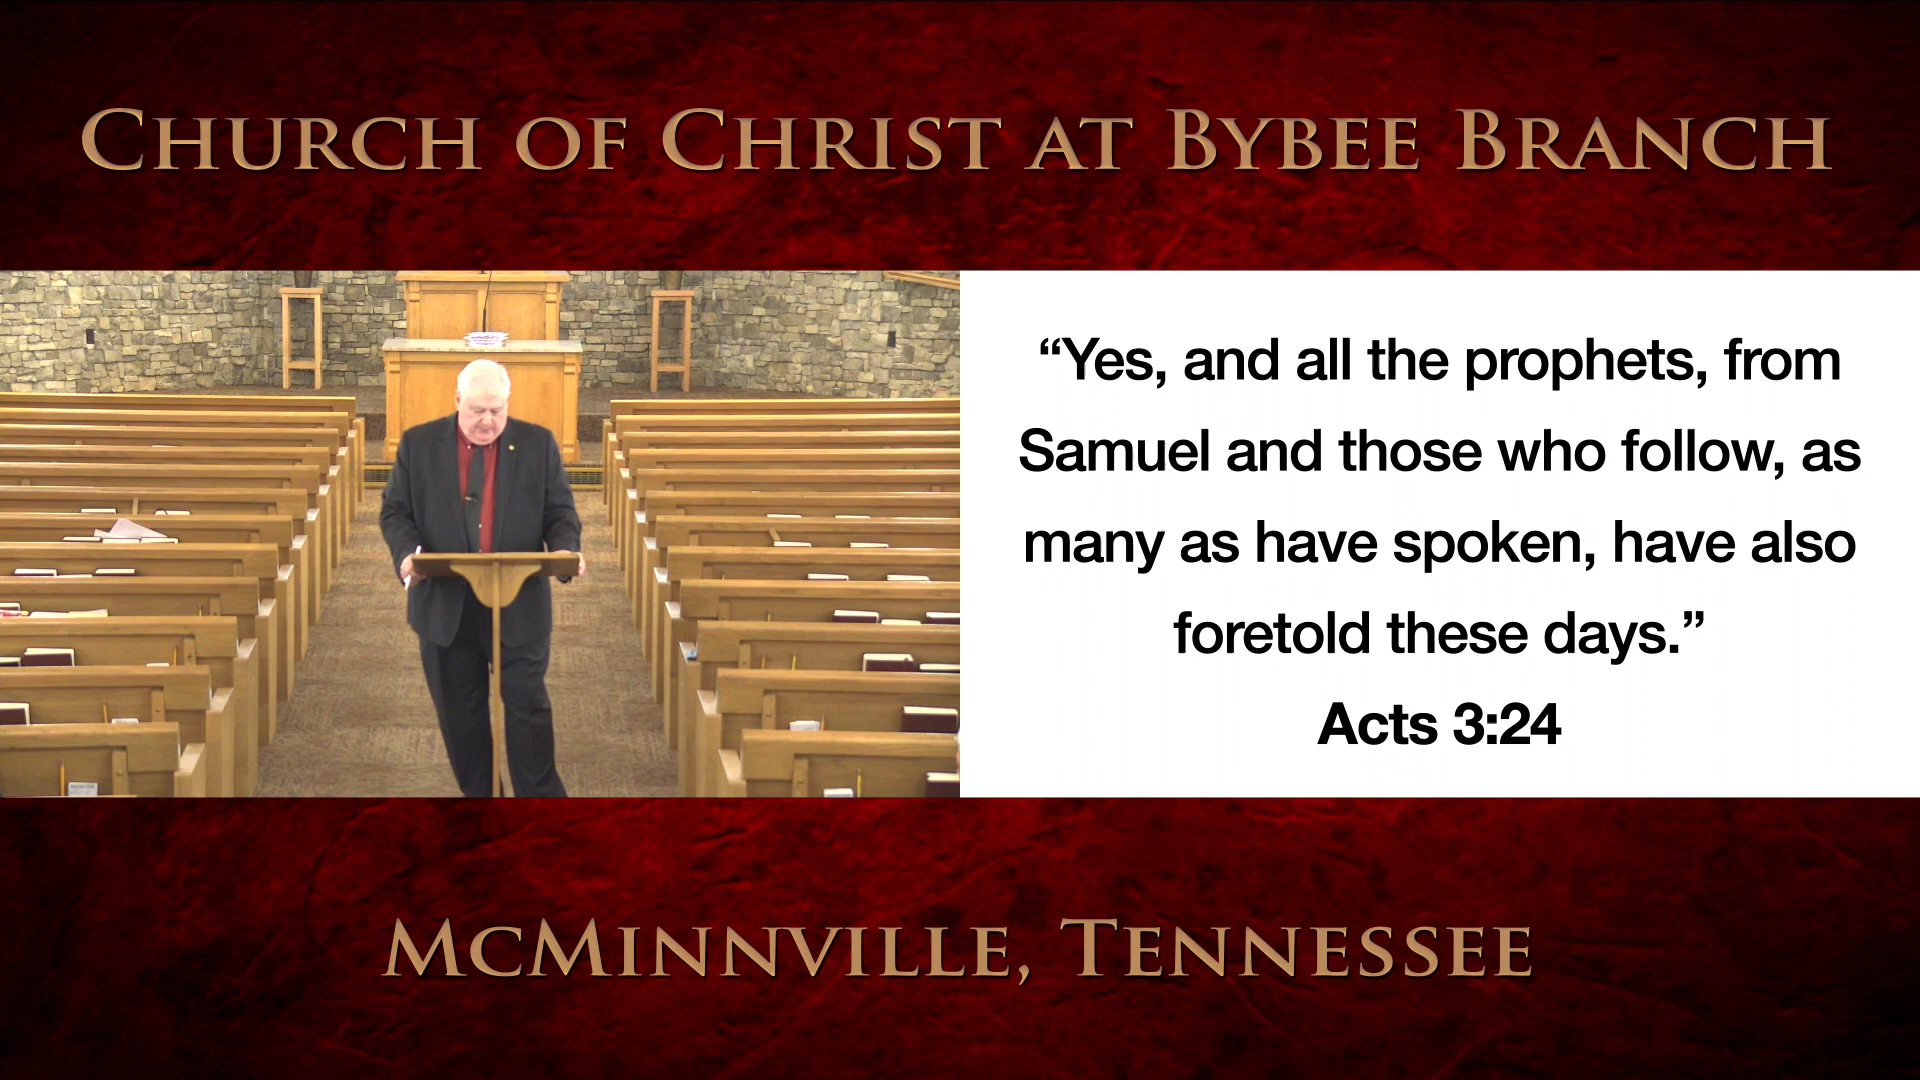 Church of Christ at Bybee Branch
“Yes, and all the prophets, from
Samuel and those who follow, as
many as have spoken, have also
foretold these days.”
Acts 3:24
McMinnville, Tennessee